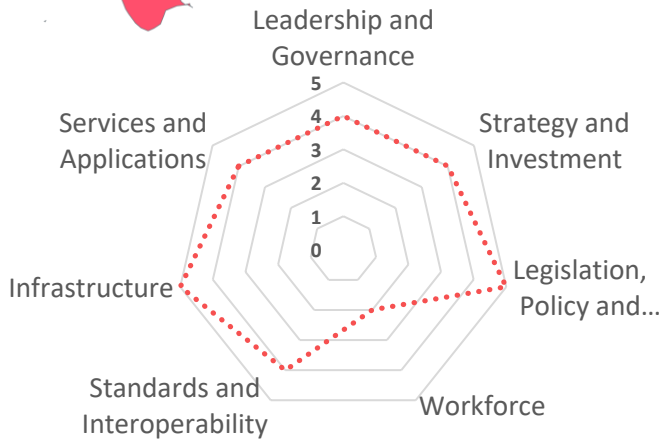 Leadership and
Governance
5
4
3
2
1
0
Strategy and
Investment
Legislation,
Policy and...
Workforce
Standards and
Interoperability
Infrastructure
Services and
Applications